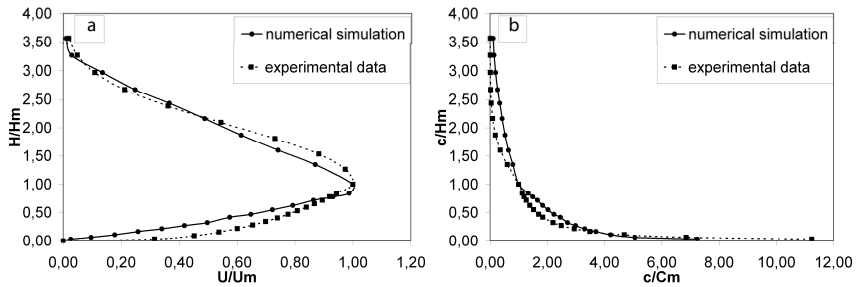 a
numerical simulation
experimental data
4,00
3,50
3,00
2,50
2,00
1,50
1,00
0,50
0,00
H/Hm
0,00 0,20 0,40 0,60 0,80 1,00 1,20
U/Um
b
numerical simulation
experimental data
4,00
3,50
3,00
2,50
2,00
1,50
1,00
0,50
0,00
c/Hm
0,00 2,00 4,00 6,00 8,00 10,00 12,00
c/Cm